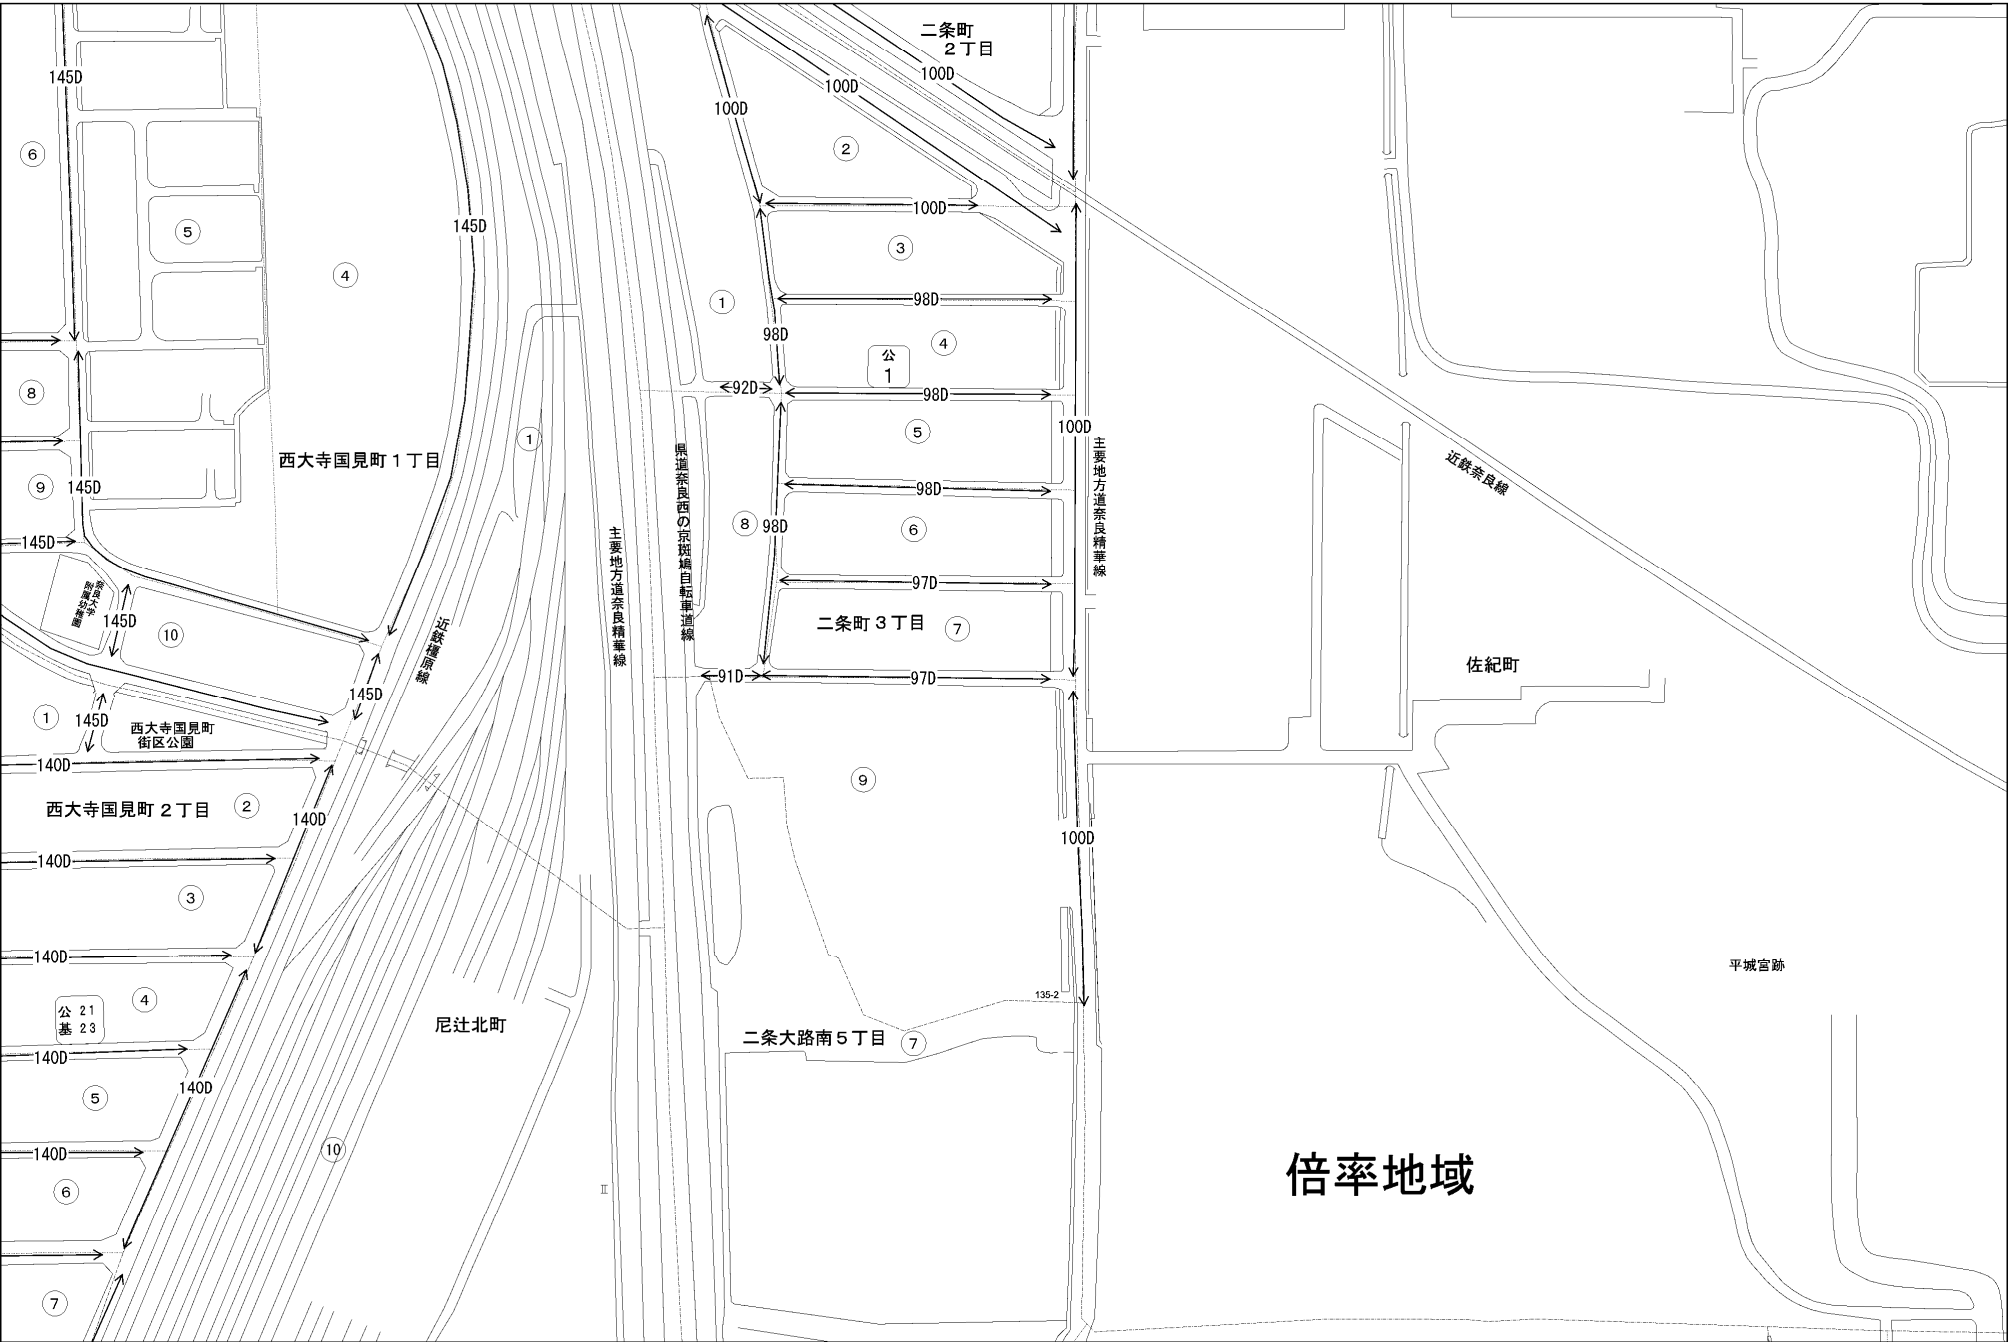 二条町
２丁目
145D
100D
100D
100D
②
⑥
145D
⑤
④
100D
③
①
98D
98D
公
1
④
92D
98D
⑧
100D
⑤
①
西大寺国見町１丁目
県道奈良西の京斑鳩自転車道線
主要地方道奈良精華線
近鉄奈良線
⑨
145D
98D
⑧
98D
⑥
主要地方道奈良精華線
145D
97D
奈良大学
附属幼稚園
145D
⑩
近鉄橿原線
二条町３丁目
⑦
佐紀町
91D
97D
145D
①
145D
西大寺国見町
街区公園
140D
⑨
西大寺国見町２丁目
②
140D
100D
140D
③
140D
平城宮跡
④
公 21
基 23
135-2
尼辻北町
二条大路南５丁目
⑦
140D
140D
⑤
140D
⑩
倍率地域
⑥
Ⅱ
⑦